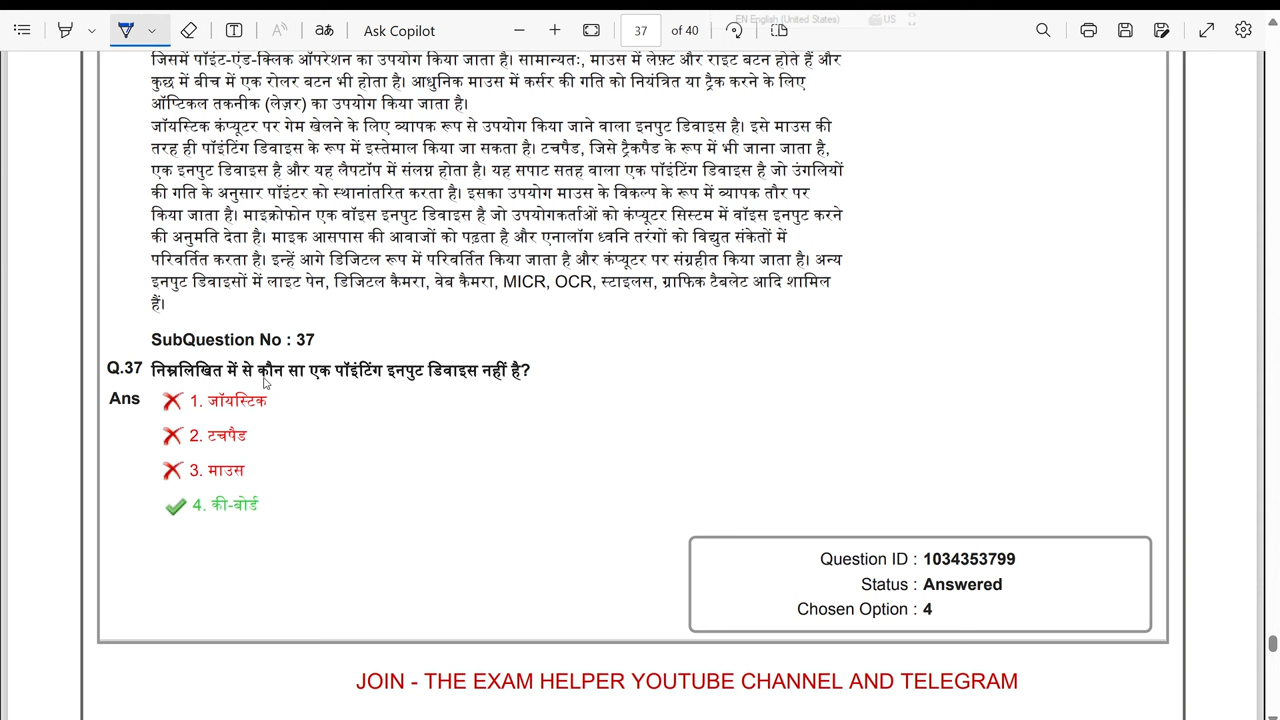 EN English (United States) US
Ask Copilot 37 of 40
जिसमें पॉइंट-एंड-क्लिक ऑपरेशन का उपयोग किया जाता है। सामान्यतः, माउस में लेफ़्ट और राइट बटन होते हैं और
कुछ में बीच में एक रोलर बटन भी होता है। आधुनिक माउस में कर्सर की गति को नियंत्रित या ट्रैक करने के लिए
ऑप्टिकल तकनीक (लेज़र) का उपयोग किया जाता है।
जॉयस्टिक कंप्यूटर पर गेम खेलने के लिए व्यापक रूप से उपयोग किया जाने वाला इनपुट डिवाइस है। इसे माउस की
तरह ही पॉइंटिंग डिवाइस के रूप में इस्तेमाल किया जा सकता है। टचपैड, जिसे ट्रैकपैड के रूप में भी जाना जाता है,
एक इनपुट डिवाइस है और यह लैपटॉप में संलग्न होता है। यह सपाट सतह वाला एक पॉइंटिंग डिवाइस है जो उंगलियों
की गति के अनुसार पॉइंटर को स्थानांतरित करता है। इसका उपयोग माउस के विकल्प के रूप में व्यापक तौर पर
किया जाता है। माइक्रोफोन एक वॉइस इनपुट डिवाइस है जो उपयोगकर्ताओं को कंप्यूटर सिस्टम में वॉइस इनपुट करने
की अनुमति देता है। माइक आसपास की आवाजों को पढ़ता है और एनालॉग ध्वनि तरंगों को विद्युत संकेतों में
परिवर्तित करता है। इन्हें आगे डिजिटल रूप में परिवर्तित किया जाता है और कंप्यूटर पर संग्रहीत किया जाता है। अन्य
इनपुट डिवाइसों में लाइट पेन, डिजिटल कैमरा, वेब कैमरा, MICR, OCR, स्टाइलस, ग्राफिक टैबलेट आदि शामिल
हैं।
SubQuestion No : 37
Q.37 निम्नलिखित में से कौन सा एक पॉइंटिंग इनपुट डिवाइस नहीं है?
Ans 1. जॉयस्टिक
2. टचपैड
3. माउस
4. की-बोर्ड
Question ID : 1034353799
Status : Answered
Chosen Option : 4
JOIN - THE EXAM HELPER YOUTUBE CHANNEL AND TELEGRAM